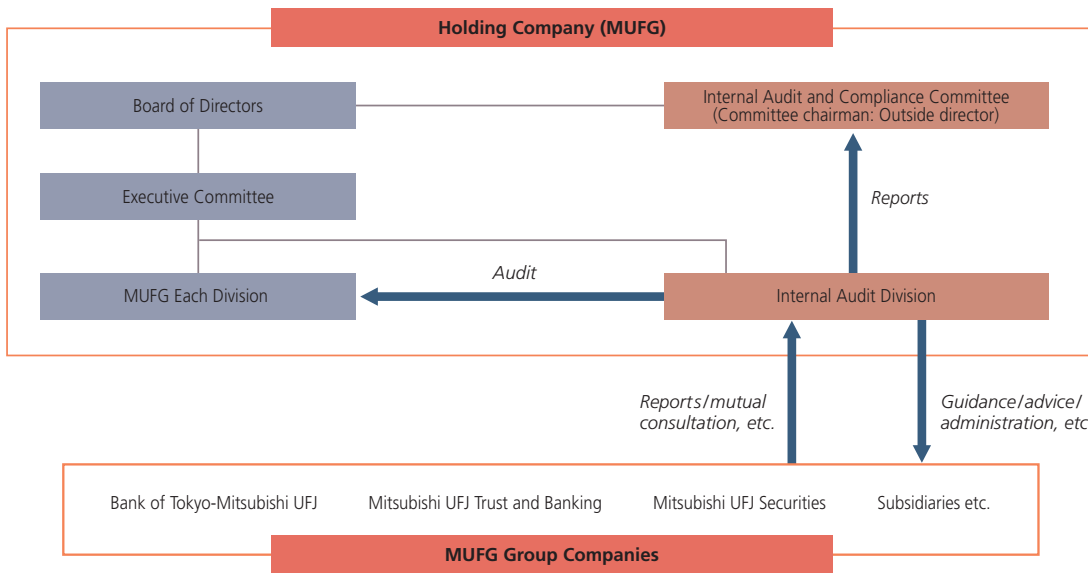 Holding Company (MUFG)
Board of Directors
Internal Audit and Compliance Committee
(Committee chairman: Outside director)
Executive Committee
Reports
Audit
MUFG Each Division
Internal Audit Division
Reports/mutual
consultation, etc.
Guidance/advice/
administration, etc
Bank of Tokyo-Mitsubishi UFJ
Mitsubishi UFJ Trust and Banking
Mitsubishi UFJ Securities
Subsidiaries etc.
MUFG Group Companies